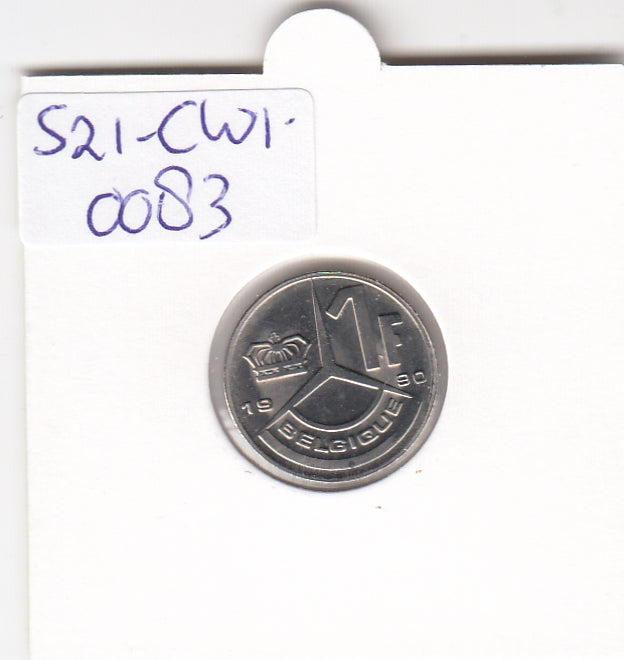 S21-CW1-
0083
1F
19 90
BELGIQUE